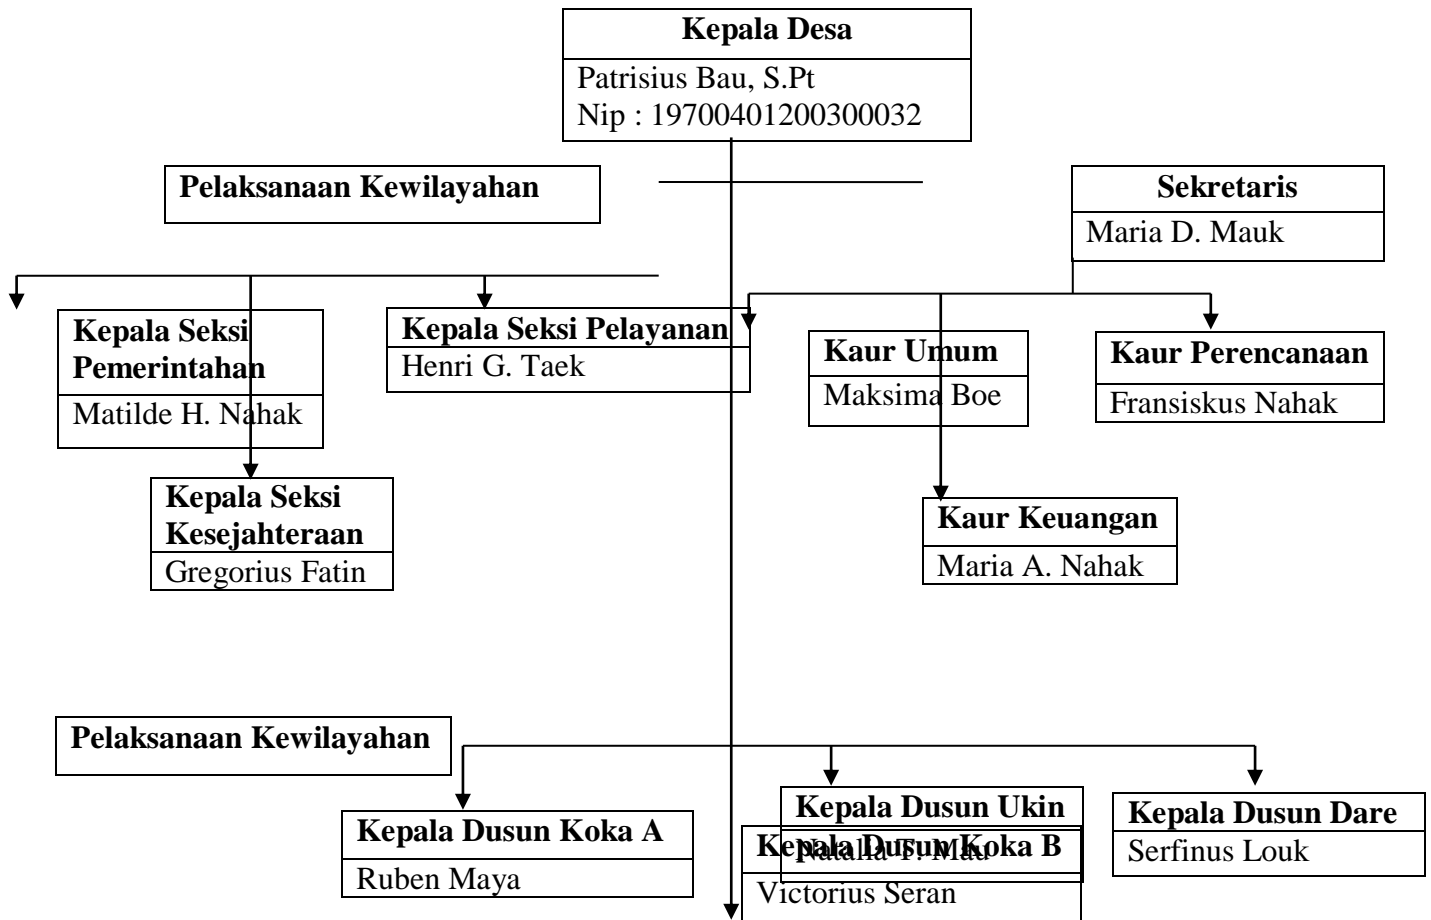 Kepala Desa
Patrisius Bau, S.Pt
Nip : 19700401200300032
Pelaksanaan Kewilayahan
Sekretaris
Maria D. Mauk
Kepala Seksi
Pemerintahan
Matilde H. Nahak
Kepala Seksi Pelayanan
Henri G. Taek
Kaur Umum
Maksima Boe
Kaur Perencanaan
Fransiskus Nahak
Kepala Seksi
Kesejahteraan
Gregorius Fatin
Kaur Keuangan
Maria A. Nahak
Pelaksanaan Kewilayahan
Kepala Dusun Koka A
Ruben Maya
Kepala Dusun Ukin
Natalia T. Mau
Kepala Dusun Koka B
Victorius Seran
Kepala Dusun Dare
Serfinus Louk